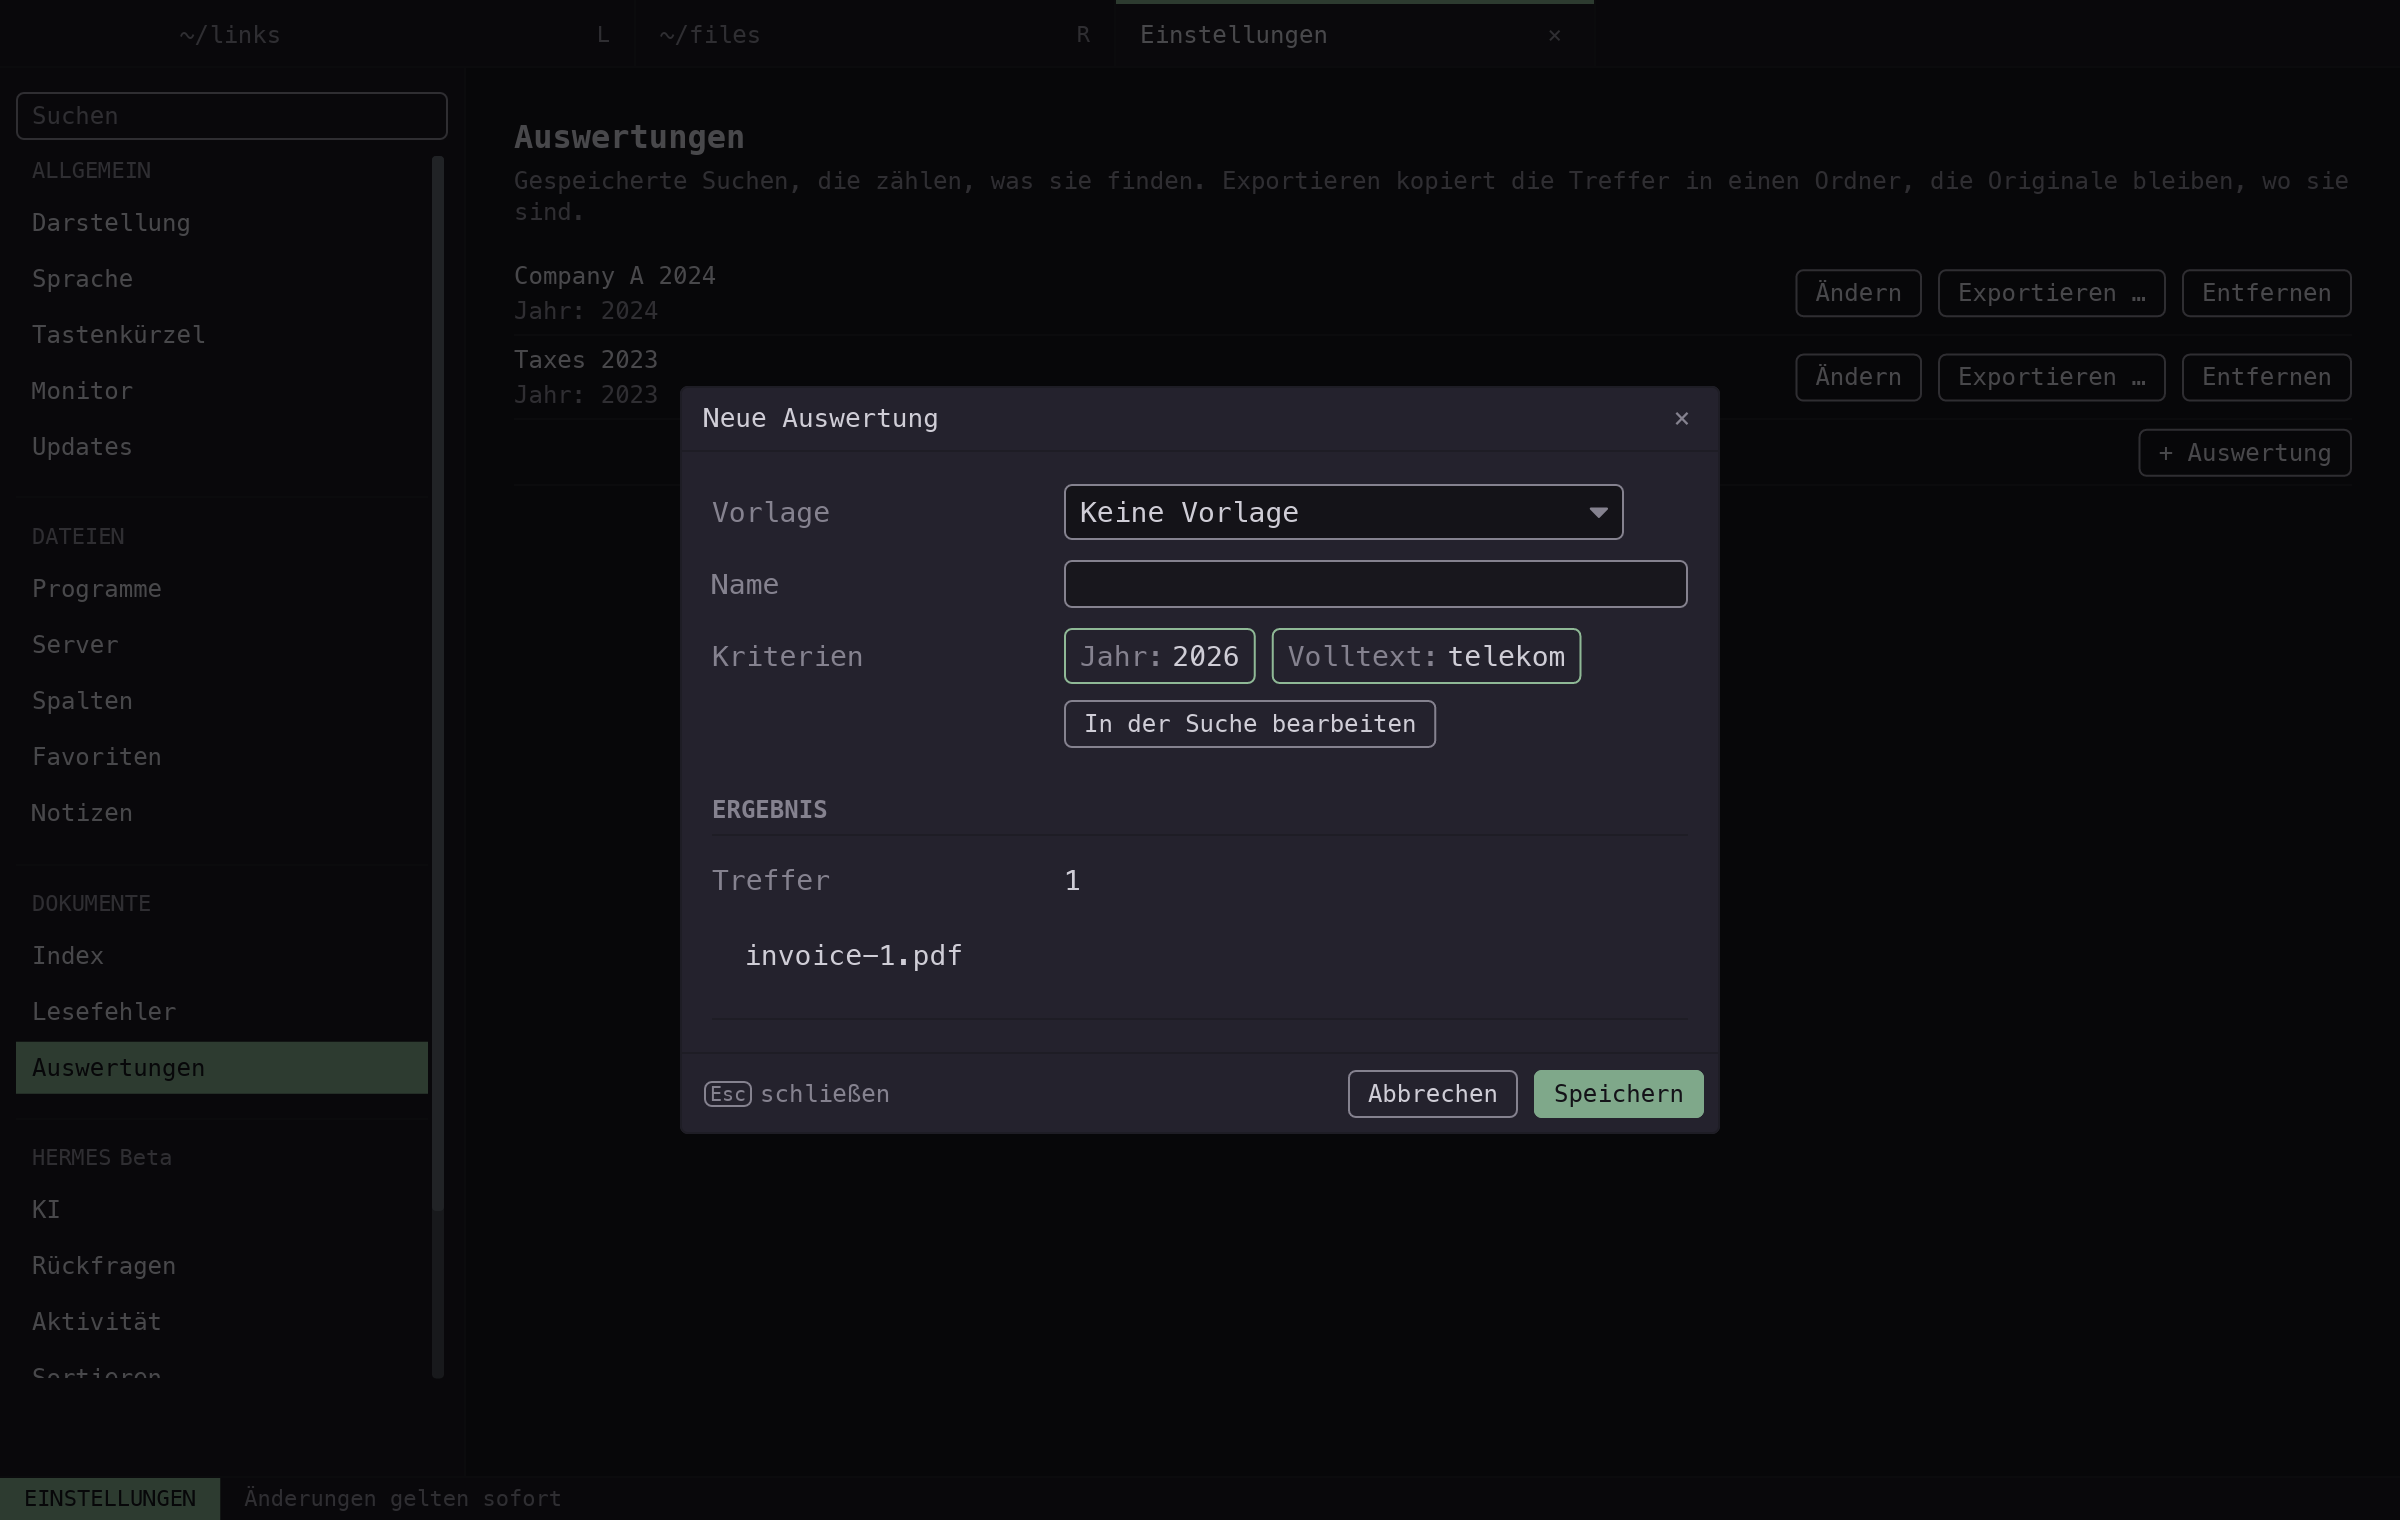 ~/links L ~/files R Einstellungen ×
Suchen
ALLGEMEIN
Darstellung
Sprache
Tastenkürzel
Monitor
Updates
DATEIEN
Programme
Server
Spalten
Favoriten
Notizen
DOKUMENTE
Index
Lesefehler
Auswertungen
HERMES Beta
KI
Rückfragen
Aktivität
Sortieren
Auswertungen
Gespeicherte Suchen, die zählen, was sie finden. Exportieren kopiert die Treffer in einen Ordner, die Originale bleiben, wo sie
sind.
Company A 2024
Jahr: 2024
Ändern Exportieren … Entfernen
Taxes 2023
Jahr: 2023
Ändern Exportieren … Entfernen
+ Auswertung
Neue Auswertung ×
Vorlage Keine Vorlage
Name
Kriterien Jahr: 2026 Volltext: telekom
In der Suche bearbeiten
ERGEBNIS
Treffer 1
invoice-1.pdf
Esc schließen Abbrechen Speichern
EINSTELLUNGEN Änderungen gelten sofort